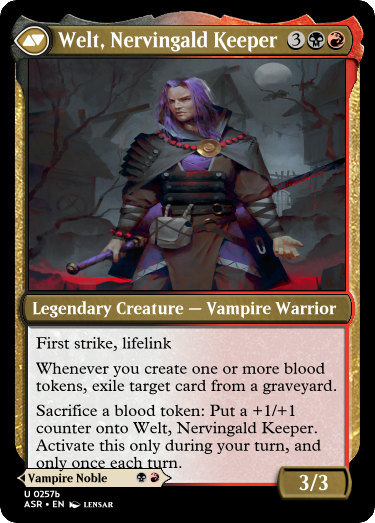 Welt, Nervingald Keeper 3
Legendary Creature — Vampire Warrior
First strike, lifelink
Whenever you create one or more blood
tokens, exile target card from a graveyard.
Sacrifice a blood token: Put a +1/+1
counter onto Welt, Nervingald Keeper.
Activate this only during your turn, and
only once each turn.
Vampire Noble
3/3
U 0257b
ASR • EN LENSAR